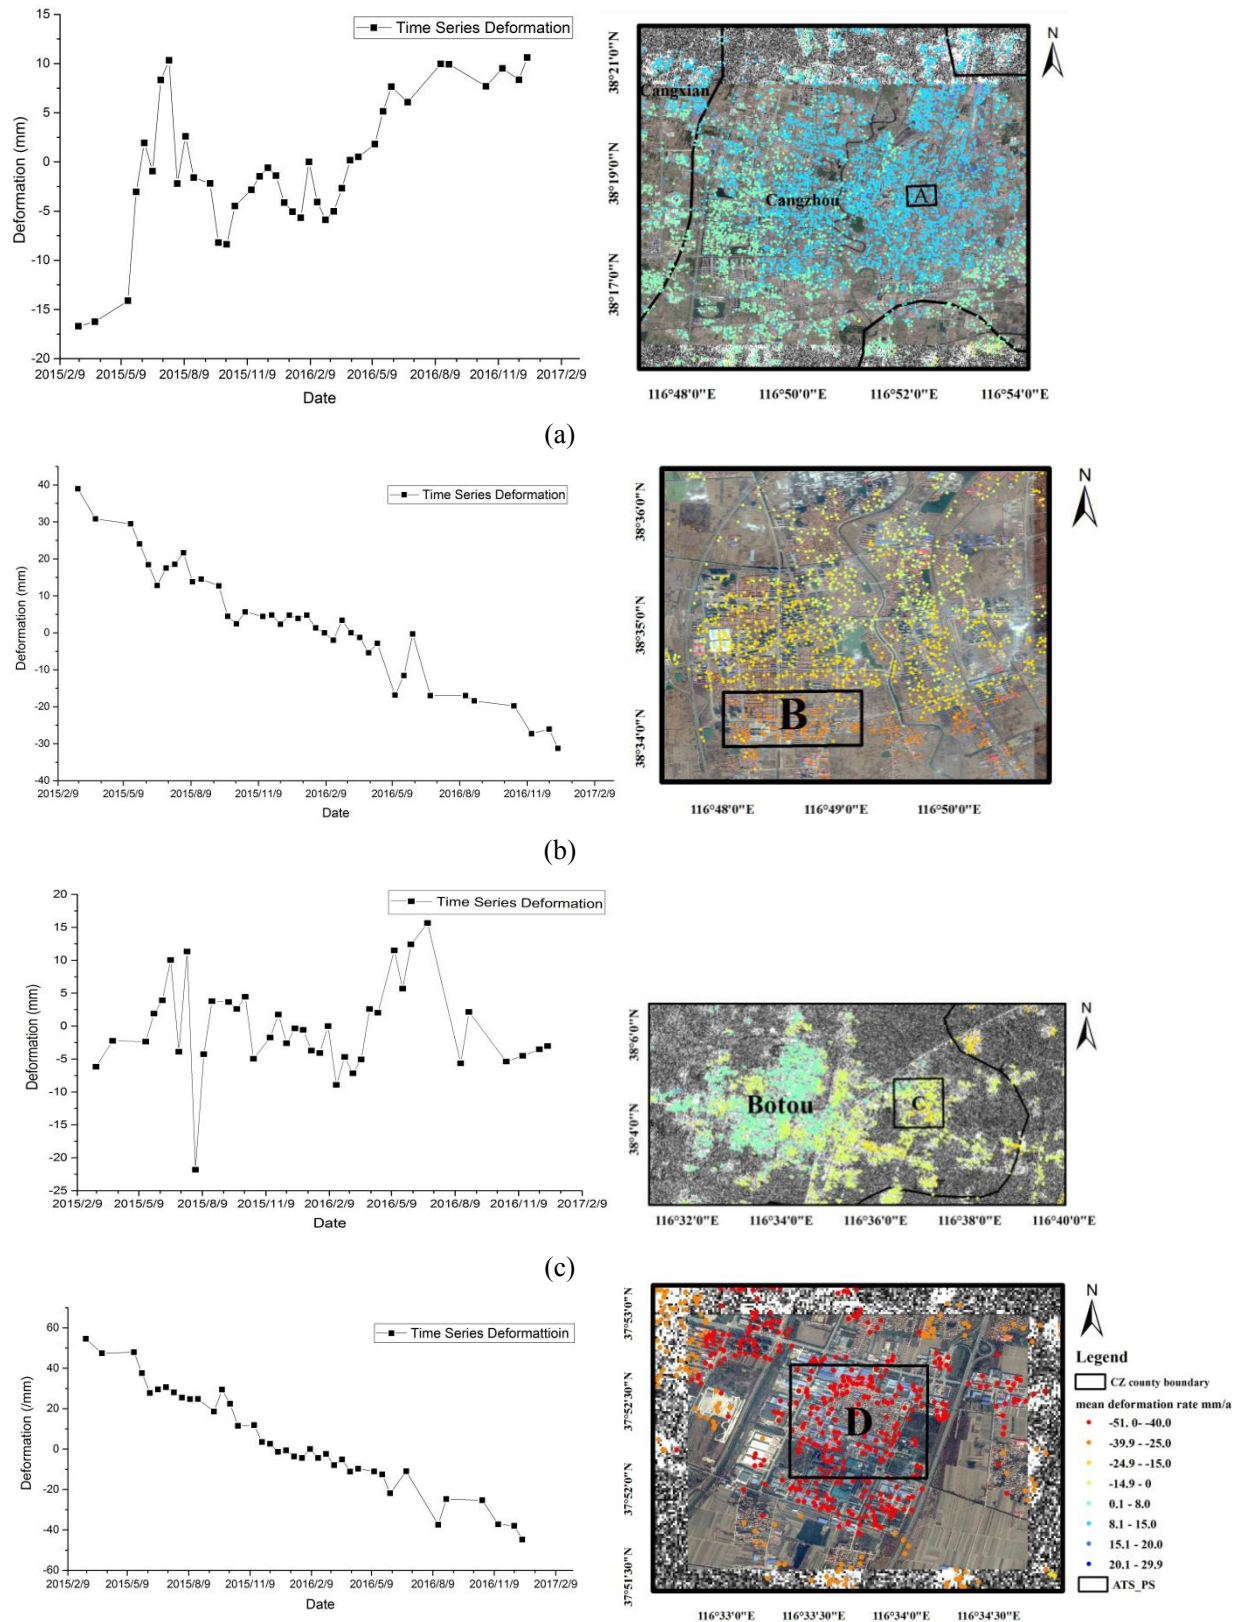 Time Series Deformation
15
10
5
0
-5
-10
-15
-20
Deformation (mm)
2015/2/9 2015/5/9 2015/8/9 2015/11/9 2016/2/9 2016/5/9 2016/8/9 2016/11/9 2017/2/9
Date
N
38°21'0"N
38°19'0"N
38°17'0"N
Cangxian
Cangzhou
A
116°48'0"E 116°50'0"E 116°52'0"E 116°54'0"E
(a)
Time Series Deformation
40
30
20
10
0
-10
-20
-30
-40
Deformation (mm)
2015/2/9 2015/5/9 2015/8/9 2015/11/9 2016/2/9 2016/5/9 2016/8/9 2016/11/9 2017/2/9
Date
N
38°36'0"N
38°35'0"N
38°34'0"N
B
116°48'0"E 116°49'0"E 116°50'0"E
(b)
Time Series Deformation
20
15
10
5
0
-5
-10
-15
-20
-25
Deformation (mm)
2015/2/9 2015/5/9 2015/8/9 2015/11/9 2016/2/9 2016/5/9 2016/8/9 2016/11/9 2017/2/9
Date
N
38°6'0"N
38°4'0"N
Botou
C
116°32'0"E 116°34'0"E 116°36'0"E 116°38'0"E 116°40'0"E
(c)
Time Series Deformattioin
60
40
20
0
-20
-40
-60
Deformation (/mm)
2015/2/9 2015/5/9 2015/8/9 2015/11/9 2016/2/9 2016/5/9 2016/8/9 2016/11/9 2017/2/9
Date
N
37°53'0"N
37°52'30"N
37°52'0"N
37°51'30"N
D
116°33'0"E 116°33'30"E 116°34'0"E 116°34'30"E
Legend
CZ county boundary
mean deformation rate mm/a
-51. 0- -40.0
-39.9 - -25.0
-24.9 - -15.0
-14.9 - 0
0.1 - 8.0
8.1 - 15.0
15.1 - 20.0
20.1 - 29.9
ATS_PS